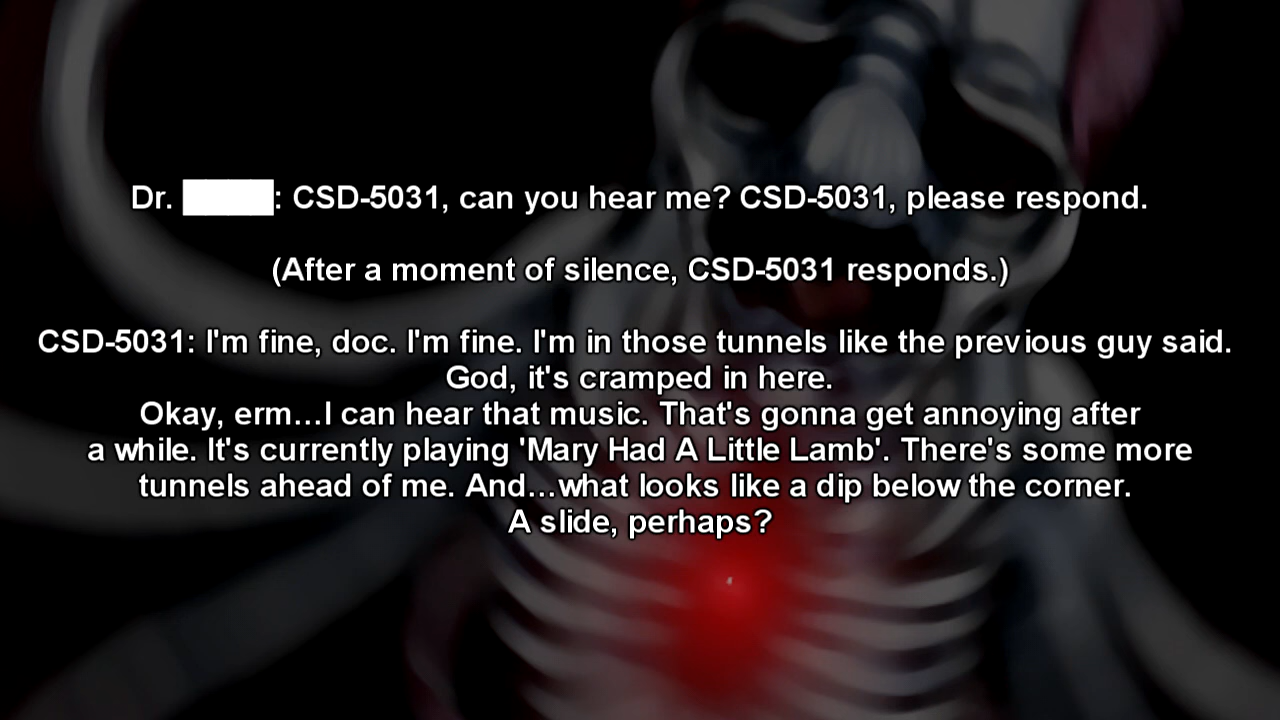 Dr. █████: CSD-5031, can you hear me? CSD-5031, please respond.
(After a moment of silence, CSD-5031 responds.)
CSD-5031: I'm fine, doc. I'm fine. I'm in those tunnels like the previous guy said.
God, it's cramped in here.
Okay, erm...I can hear that music. That's gonna get annoying after
a while. It's currently playing 'Mary Had A Little Lamb'. There's some more
tunnels ahead of me. And...what looks like a dip below the corner.
A slide, perhaps?